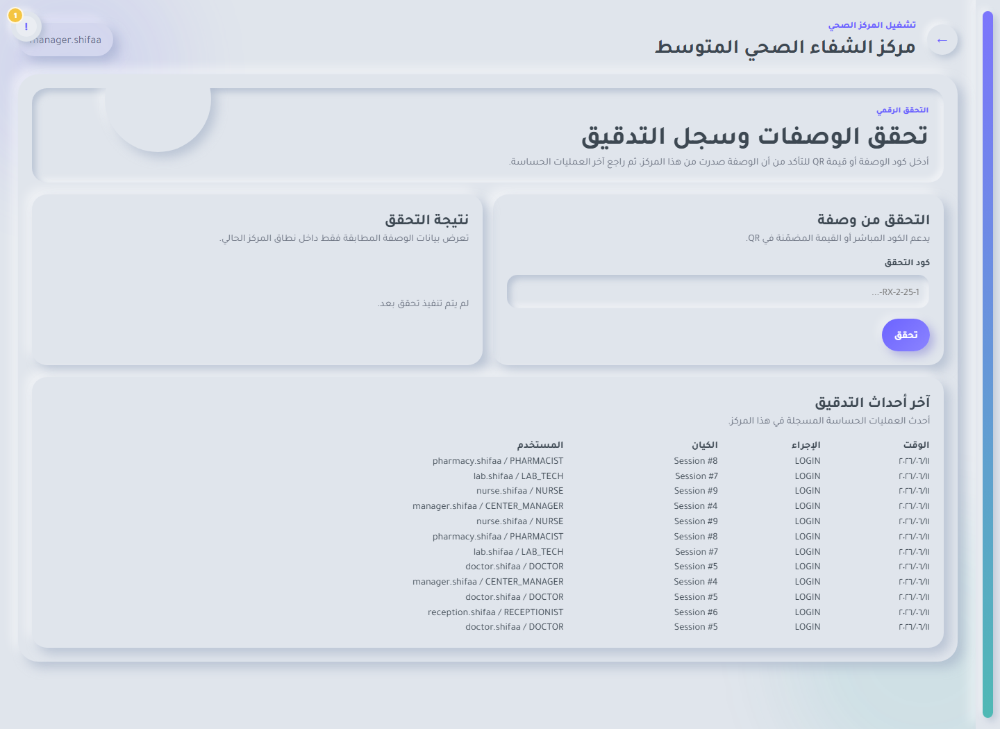 تشغيل المركز الصحي
مركز الشفاء الصحي المتوسط
←
1
!
manager.shifaa
التحقق الرقمي
تحقق الوصفات وسجل التدقيق
أدخل كود الوصفة أو قيمة QR للتأكد من أن الوصفة صدرت من هذا المركز، ثم راجع آخر العمليات الحساسة.
التحقق من وصفة
يدعم الكود المباشر أو القيمة المضمّنة في QR.
كود التحقق
RX-2-25-1-...
تحقق
نتيجة التحقق
تعرض بيانات الوصفة المطابقة فقط داخل نطاق المركز الحالي.
لم يتم تنفيذ تحقق بعد.
آخر أحداث التدقيق
أحدث العمليات الحساسة المسجلة في هذا المركز.
الوقت الإجراء الكيان المستخدم
٢٠٢٦/٠٦/١١ LOGIN Session #8 pharmacy.shifaa / PHARMACIST
٢٠٢٦/٠٦/١١ LOGIN Session #7 lab.shifaa / LAB_TECH
٢٠٢٦/٠٦/١١ LOGIN Session #9 nurse.shifaa / NURSE
٢٠٢٦/٠٦/١١ LOGIN Session #4 manager.shifaa / CENTER_MANAGER
٢٠٢٦/٠٦/١١ LOGIN Session #9 nurse.shifaa / NURSE
٢٠٢٦/٠٦/١١ LOGIN Session #8 pharmacy.shifaa / PHARMACIST
٢٠٢٦/٠٦/١١ LOGIN Session #7 lab.shifaa / LAB_TECH
٢٠٢٦/٠٦/١١ LOGIN Session #5 doctor.shifaa / DOCTOR
٢٠٢٦/٠٦/١١ LOGIN Session #4 manager.shifaa / CENTER_MANAGER
٢٠٢٦/٠٦/١١ LOGIN Session #5 doctor.shifaa / DOCTOR
٢٠٢٦/٠٦/١١ LOGIN Session #6 reception.shifaa / RECEPTIONIST
٢٠٢٦/٠٦/١١ LOGIN Session #5 doctor.shifaa / DOCTOR